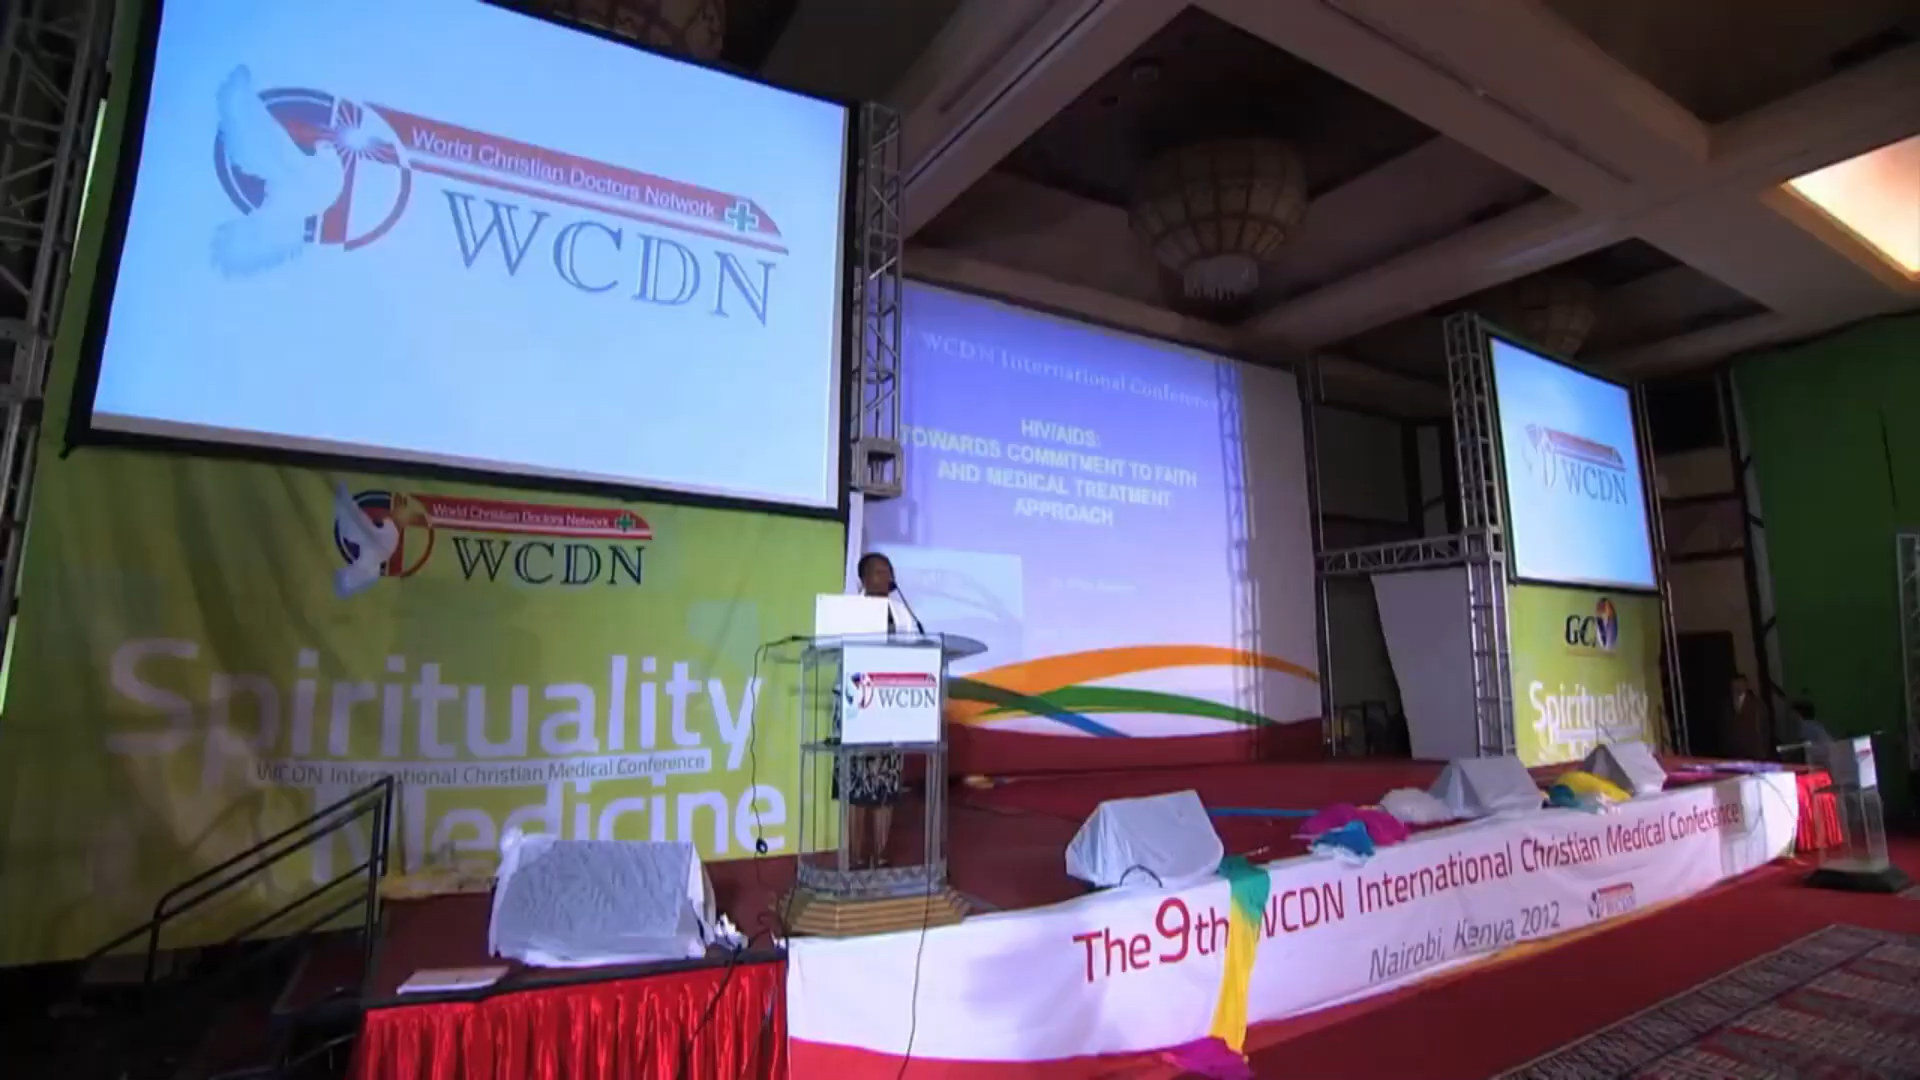 World Christian Doctors Network
WCDN
WCDN International Conference
HIV/AIDS:
TOWARDS COMMITMENT TO FAITH
AND MEDICAL TREATMENT
APPROACH
WCDN
World Christian Doctors Network
WCDN
GCN
Spirituality
WCDN International Christian Medical Conference
Medicine
WCDN
Spirituality
The 9th WCDN International Christian Medical Conference
Nairobi, Kenya 2012
WCDN